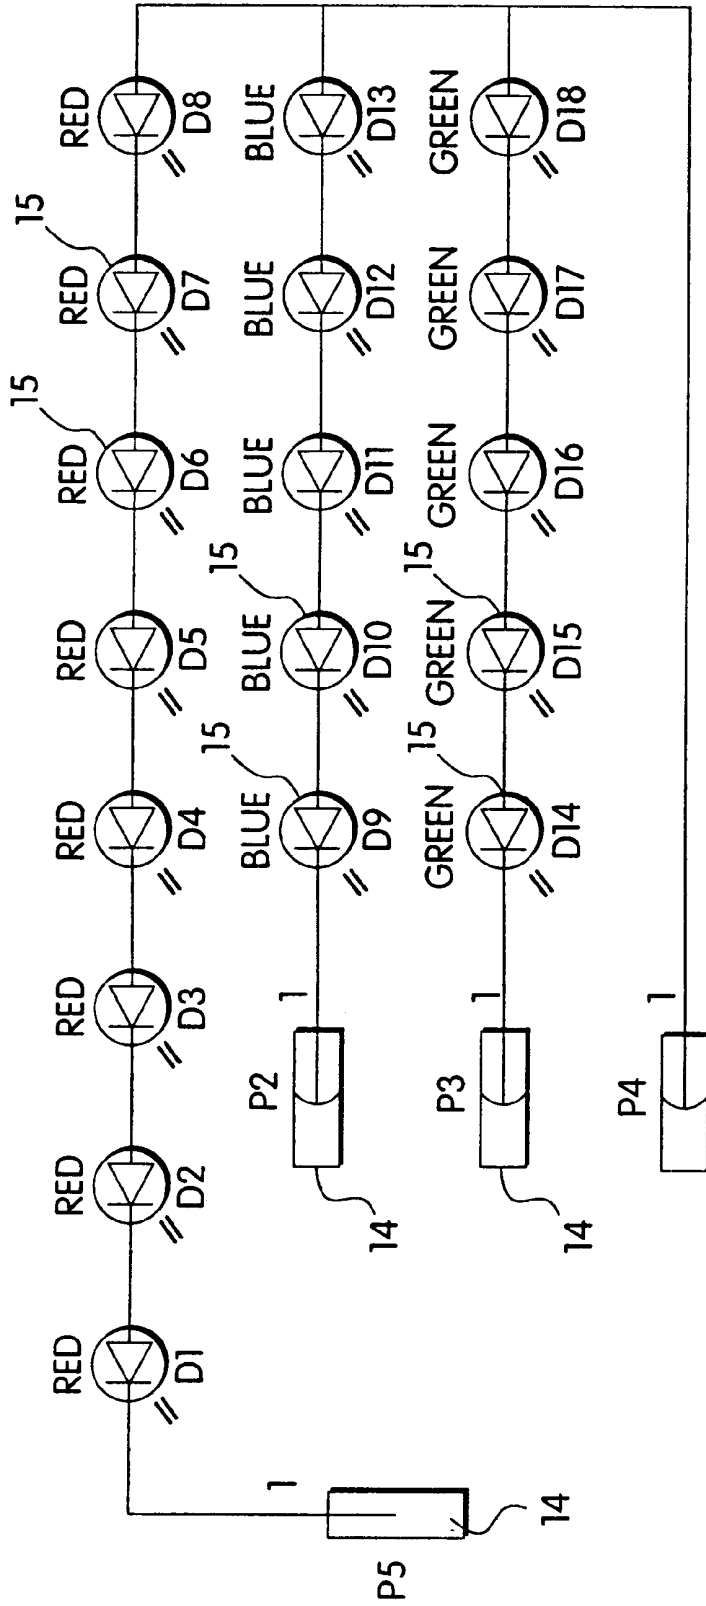 15
15
RED RED RED RED RED RED RED RED
D1 D2 D3 D4 D5 D6 D7 D8
15
15
BLUE BLUE BLUE BLUE BLUE
P2 1
D9 D10 D11 D12 D13
14
15
15
GREEN GREEN GREEN GREEN GREEN
P3 1
D14 D15 D16 D17 D18
14
1
P5
14
P4 1